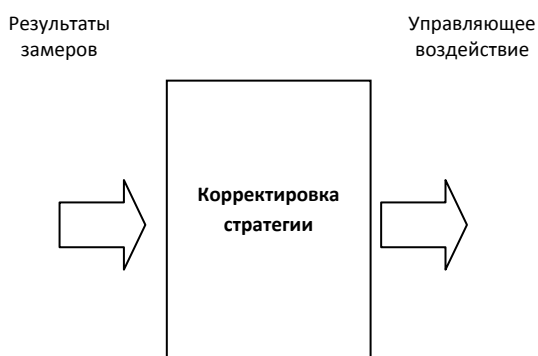 Результаты
замеров
Управляющее
воздействие
Корректировка
стратегии